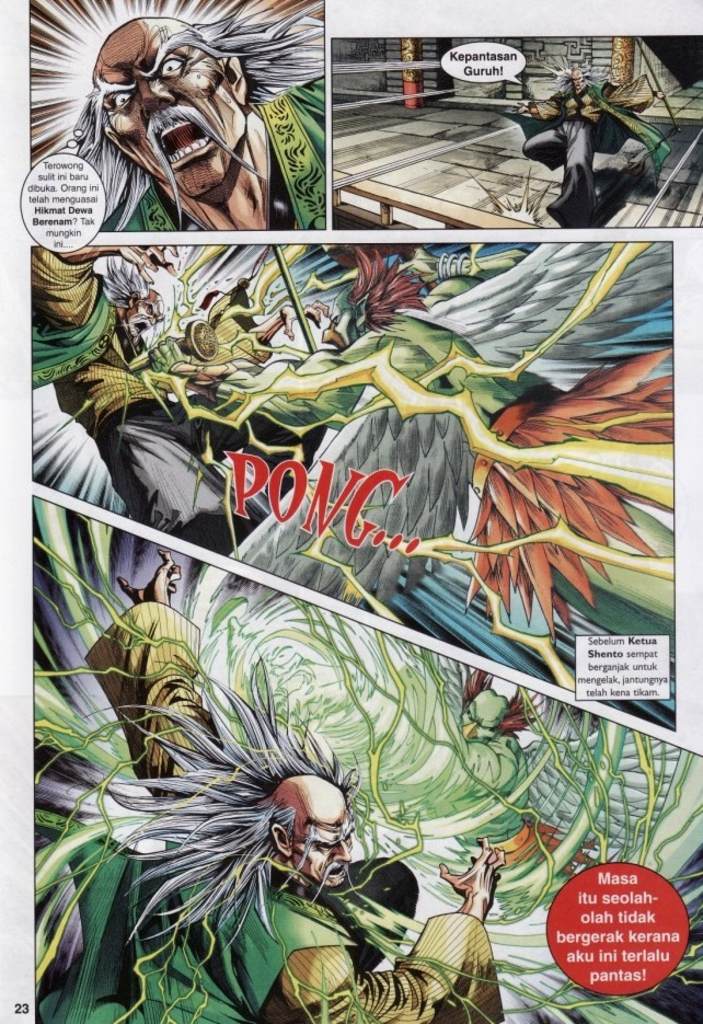 Terowong
sulit ini baru
dibuka. Orang ini
telah menguasai
Hikmat Dewa
Berenam? Tak
mungkin
ini....
Kepantasan
Guruh!
PONG...
Sebelum Ketua
Shento sempat
berganjak untuk
mengelak, jantungnya
telah kena tikam.
Masa
itu seolah-
olah tidak
bergerak kerana
aku ini terlalu
pantas!
23